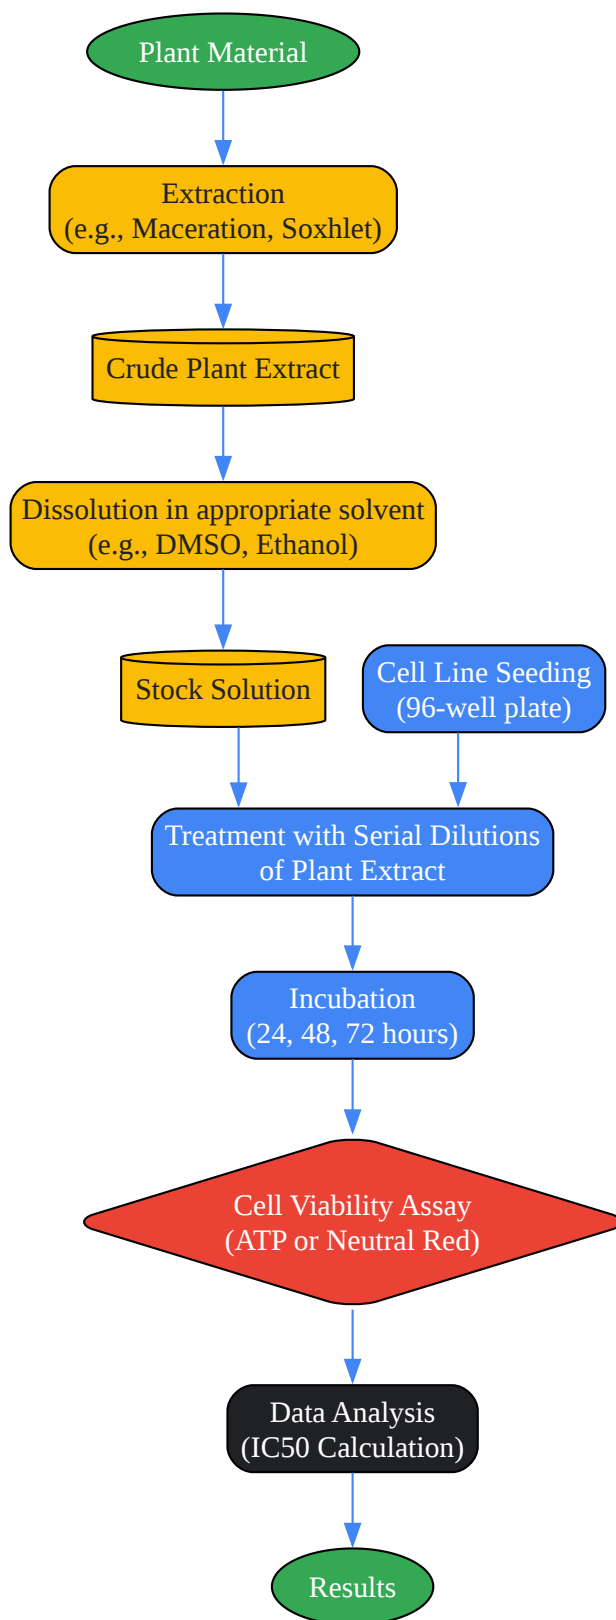 Plant Material
Extraction
(e.g., Maceration, Soxhlet)
Crude Plant Extract
Dissolution in appropriate solvent
(e.g., DMSO, Ethanol)
Stock Solution
Cell Line Seeding
(96-well plate)
Treatment with Serial Dilutions
of Plant Extract
Incubation
(24, 48, 72 hours)
Cell Viability Assay
(ATP or Neutral Red)
Data Analysis
(IC50 Calculation)
Results